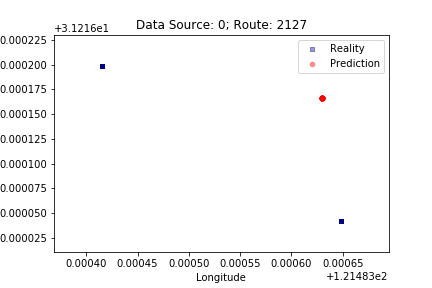 Data Source: 0; Route: 2127
+3.1216e1
0.000225
0.000200
0.000175
0.000150
0.000125
0.000100
0.000075
0.000050
0.000025
Reality
Prediction
0.00040 0.00045 0.00050 0.00055 0.00060 0.00065
Longitude
+1.21483e2